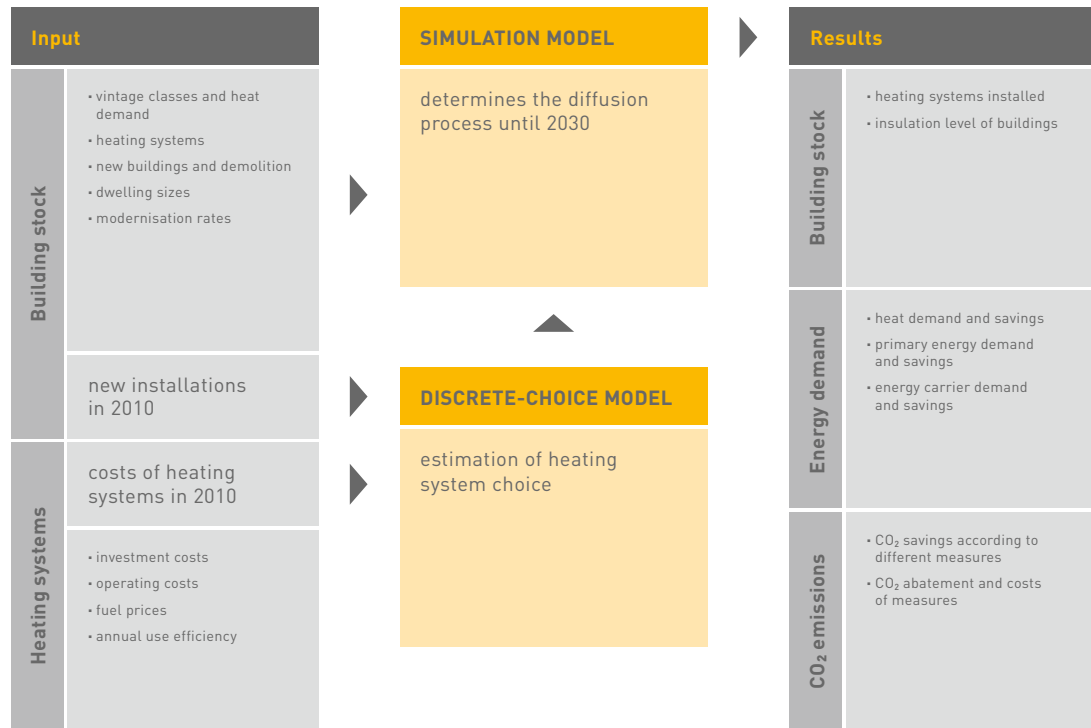 Input
Building stock
▪ vintage classes and heat
demand
▪ heating systems
▪ new buildings and demolition
▪ dwelling sizes
▪ modernisation rates
new installations
in 2010
Heating systems
costs of heating
systems in 2010
▪ investment costs
▪ operating costs
▪ fuel prices
▪ annual use efficiency
SIMULATION MODEL
determines the diffusion
process until 2030
DISCRETE-CHOICE MODEL
estimation of heating
system choice
Results
Building stock
▪ heating systems installed
▪ insulation level of buildings
Energy demand
▪ heat demand and savings
▪ primary energy demand
and savings
▪ energy carrier demand
and savings
CO₂ emissions
▪ CO₂ savings according to
different measures
▪ CO₂ abatement and costs
of measures